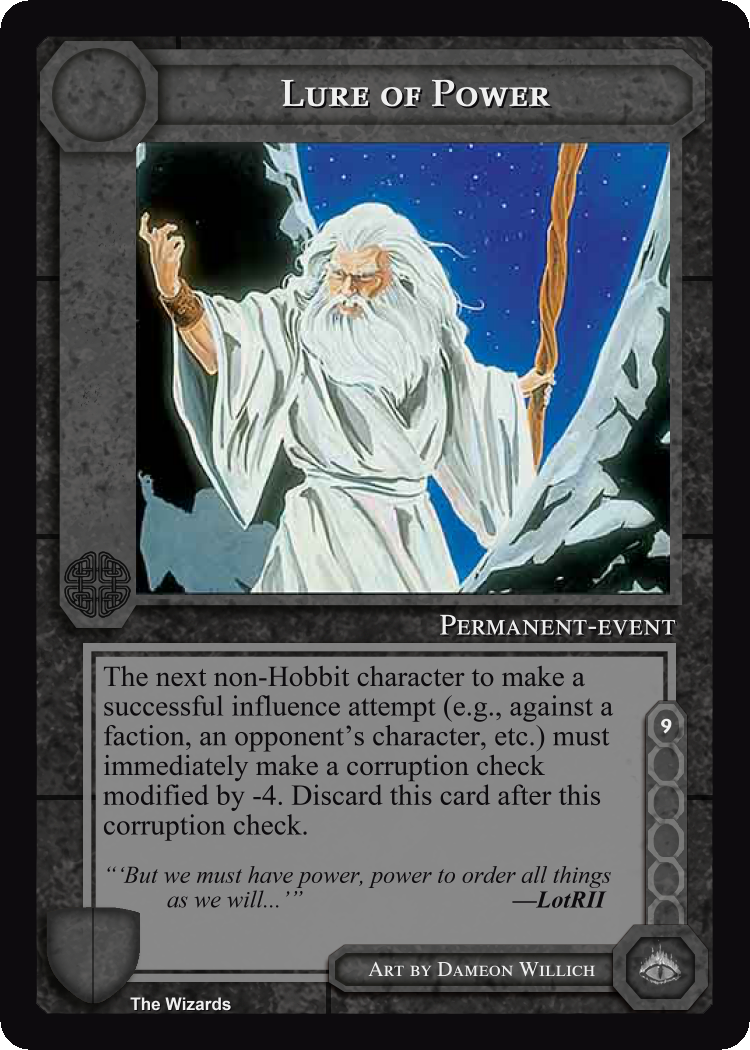 Lure of Power
Permanent-event
The next non-Hobbit character to make a
successful influence attempt (e.g., against a
faction, an opponent's character, etc.) must
immediately make a corruption check
modified by -4. Discard this card after this
corruption check.
9
“‘But we must have power, power to order all things
as we will...’” —LotRII
Art by Dameon Willich
The Wizards